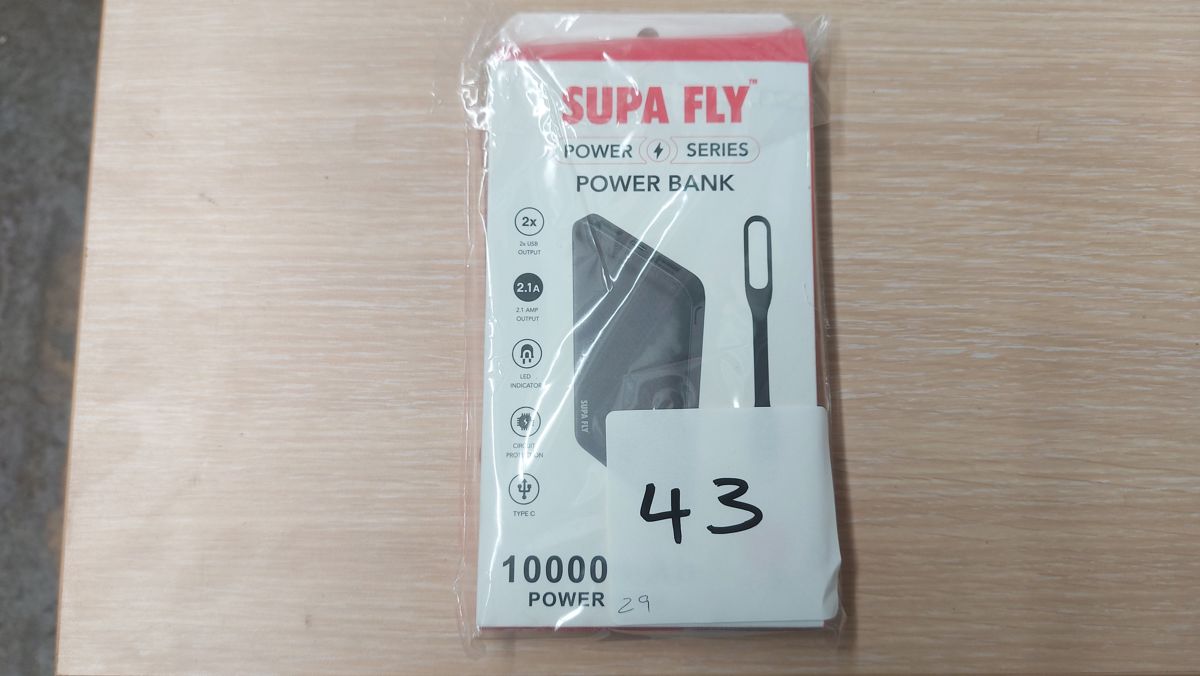 SUPA FLY™
POWER SERIES
POWER BANK
2x
2x USB
OUTPUT
2.1A
2.1 AMP
OUTPUT
LED
INDICATOR
CIRCUIT
PROTECTION
TYPE C
SUPA FLY
43
10000
POWER
29